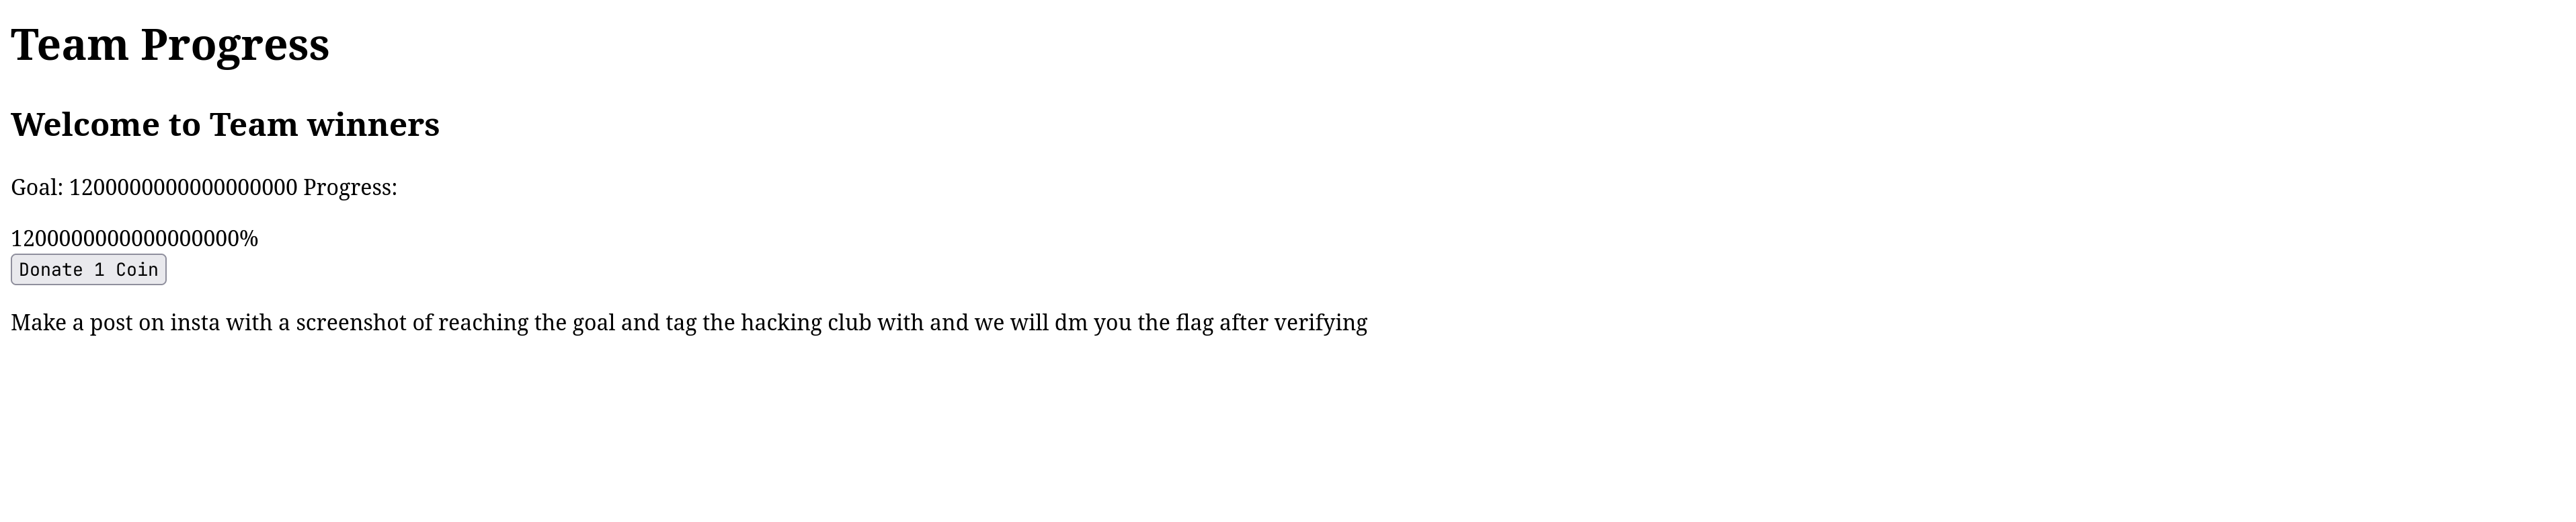 Team Progress
Welcome to Team winners
Goal: 1200000000000000000 Progress:
1200000000000000000%
Donate 1 Coin
Make a post on insta with a screenshot of reaching the goal and tag the hacking club with and we will dm you the flag after verifying